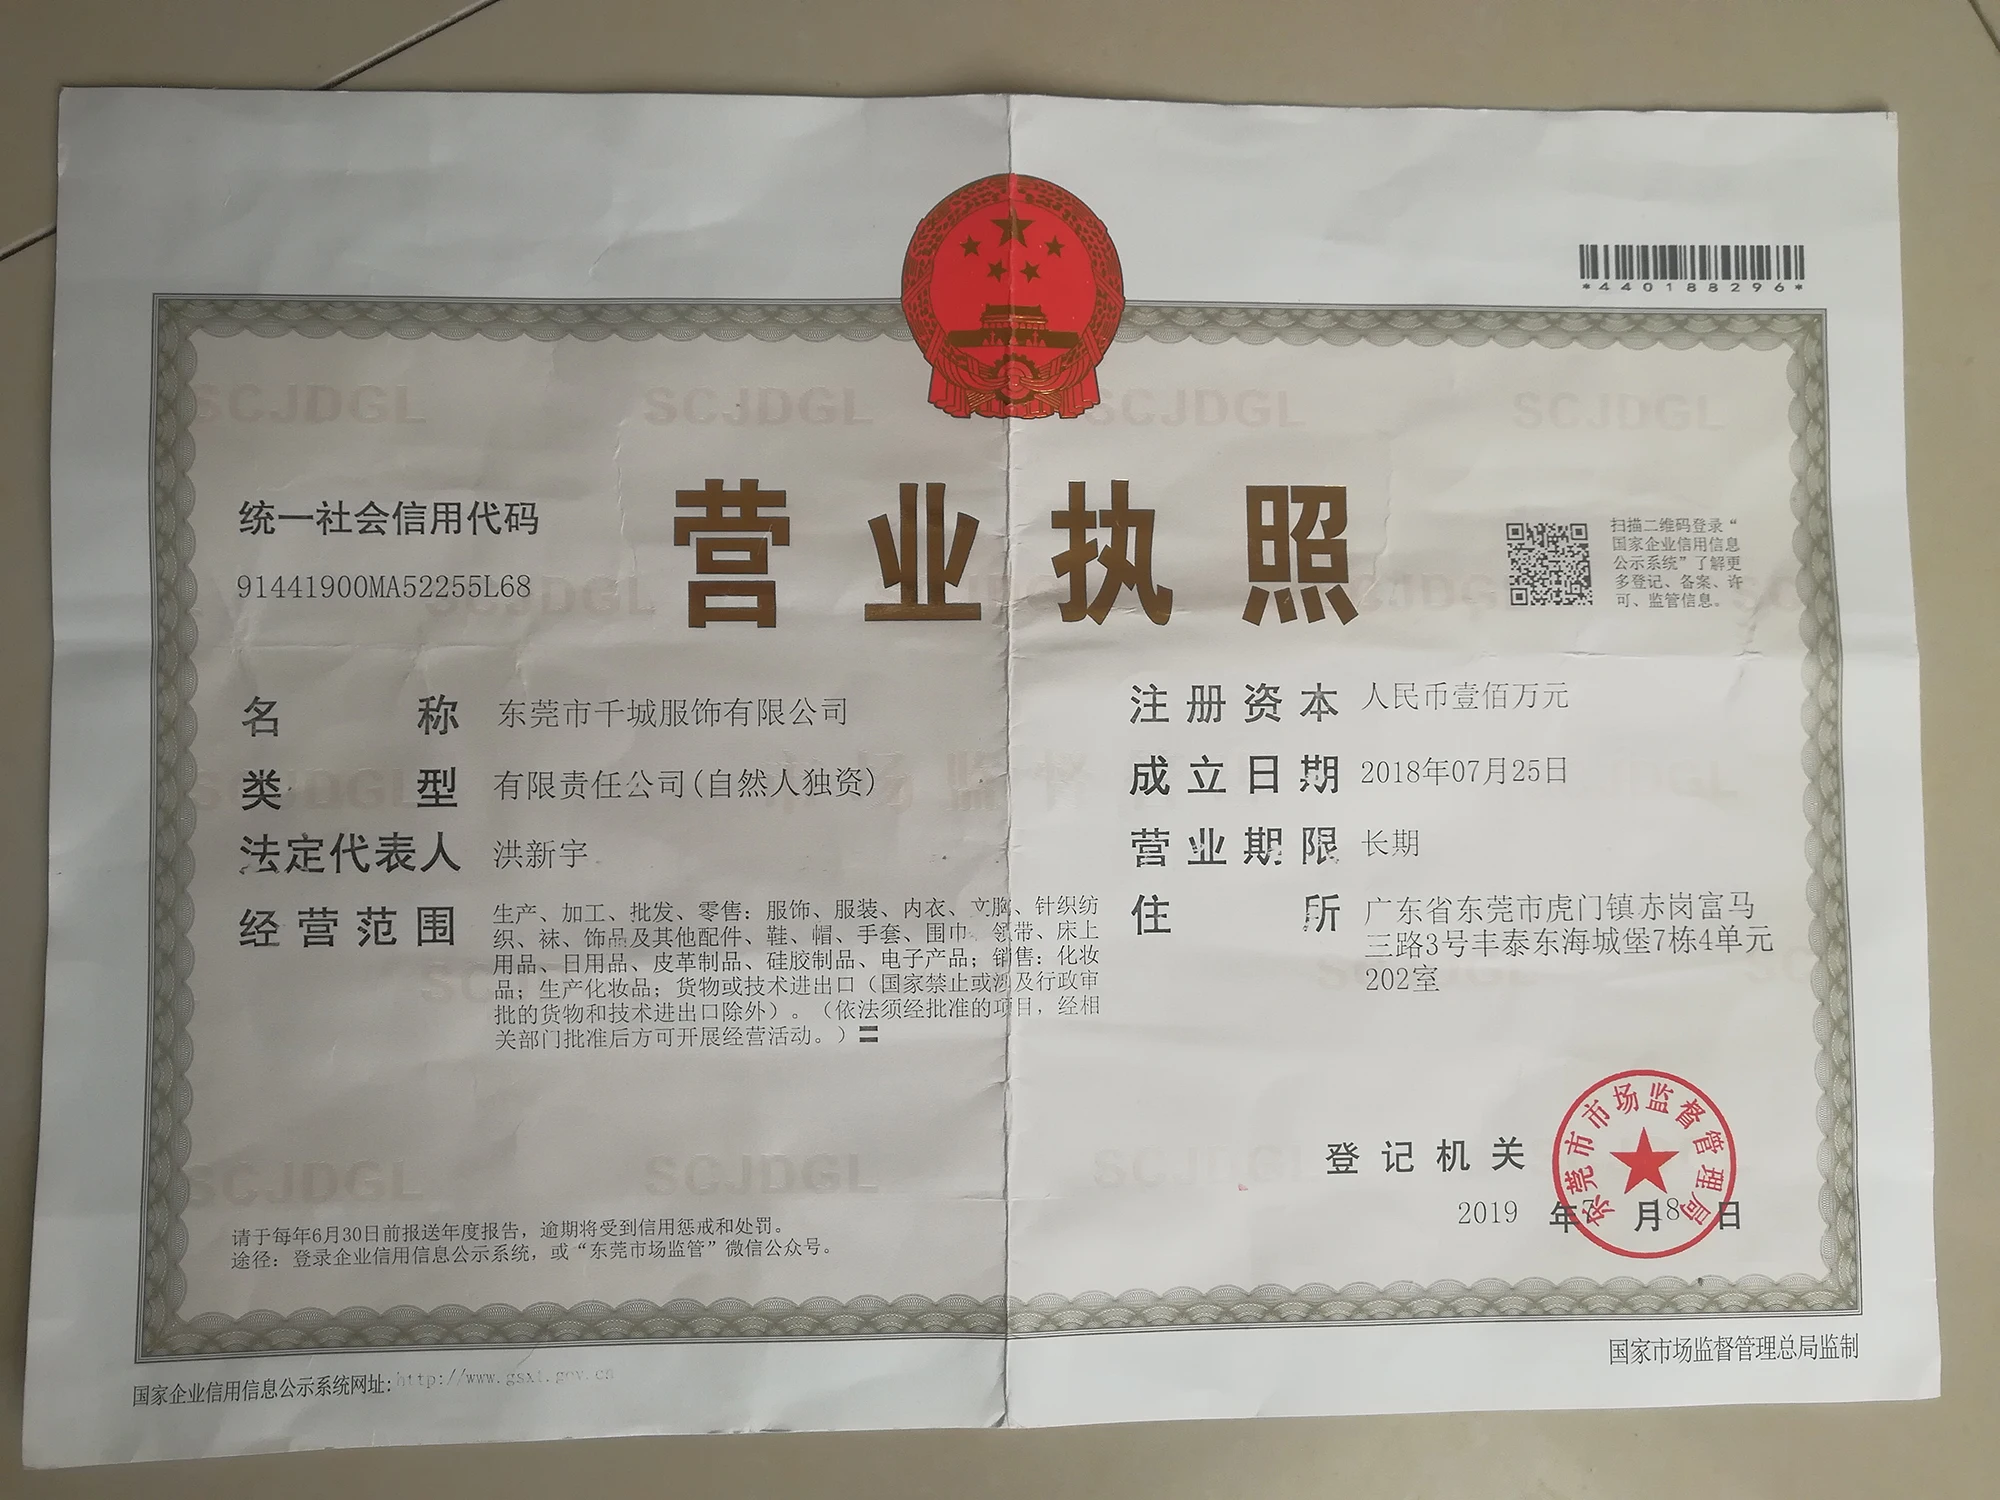 *440188296*
SCJDGL SCJDGL SCJDGL SCJDGL
营业执照
统一社会信用代码
91441900MA52255L68
扫描二维码登录“
国家企业信用信息
公示系统”了解更
多登记、备案、许
可、监管信息。
名称 东莞市千城服饰有限公司
类型 有限责任公司(自然人独资)
法定代表人 洪新宇
经营范围 生产、加工、批发、零售：服饰、服装、内衣、文胸、针织纺
织、袜、饰品及其他配件、鞋、帽、手套、围巾、领带、床上
用品、日用品、皮革制品、硅胶制品、电子产品；销售：化妆
品；生产化妆品；货物或技术进出口（国家禁止或涉及行政审
批的货物和技术进出口除外）。（依法须经批准的项目，经相
关部门批准后方可开展经营活动。）〓
注册资本 人民币壹佰万元
成立日期 2018年07月25日
营业期限 长期
住所 广东省东莞市虎门镇赤岗富马
三路3号丰泰东海城堡7栋4单元
202室
SCJDGL SCJDGL SCJDGL
登记机关
东莞市市场监督管理局
2019 年 7 月 18 日
请于每年6月30日前报送年度报告，逾期将受到信用惩戒和处罚。
途径：登录企业信用信息公示系统，或“东莞市场监管”微信公众号。
国家企业信用信息公示系统网址：http://www.gsxt.gov.cn
国家市场监督管理总局监制